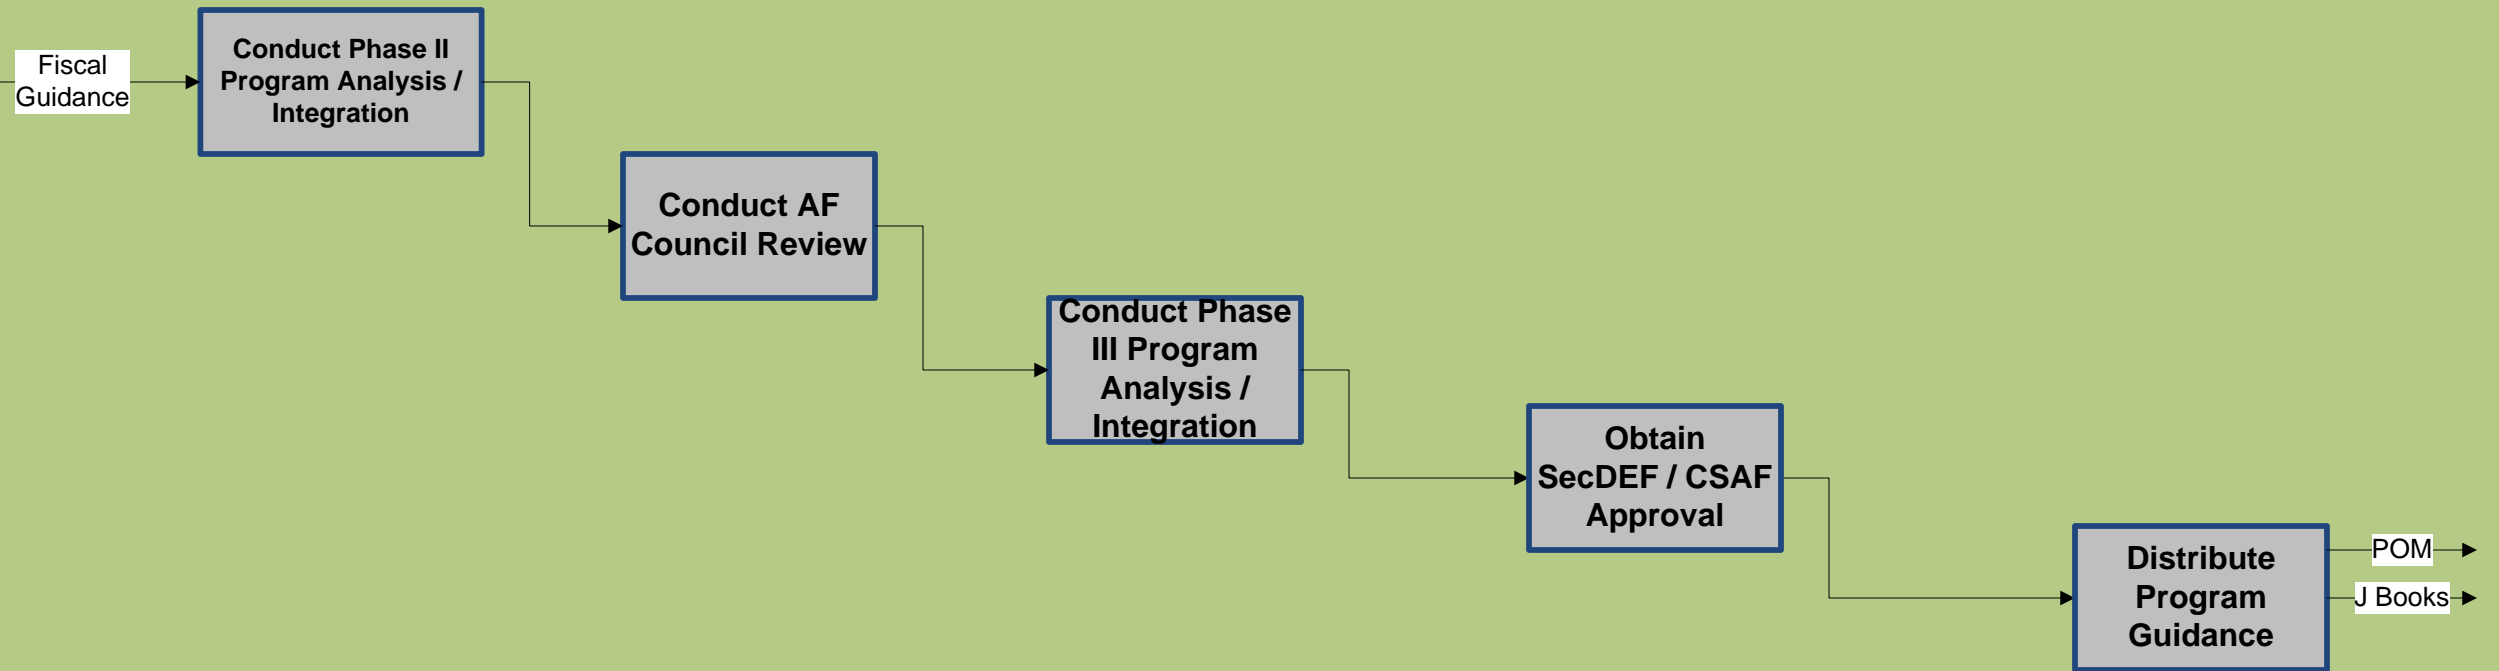 Fiscal
Guidance
Conduct Phase II
Program Analysis /
Integration
Conduct AF
Council Review
Conduct Phase
III Program
Analysis /
Integration
Obtain
SecDEF / CSAF
Approval
Distribute
Program
Guidance
POM
J Books